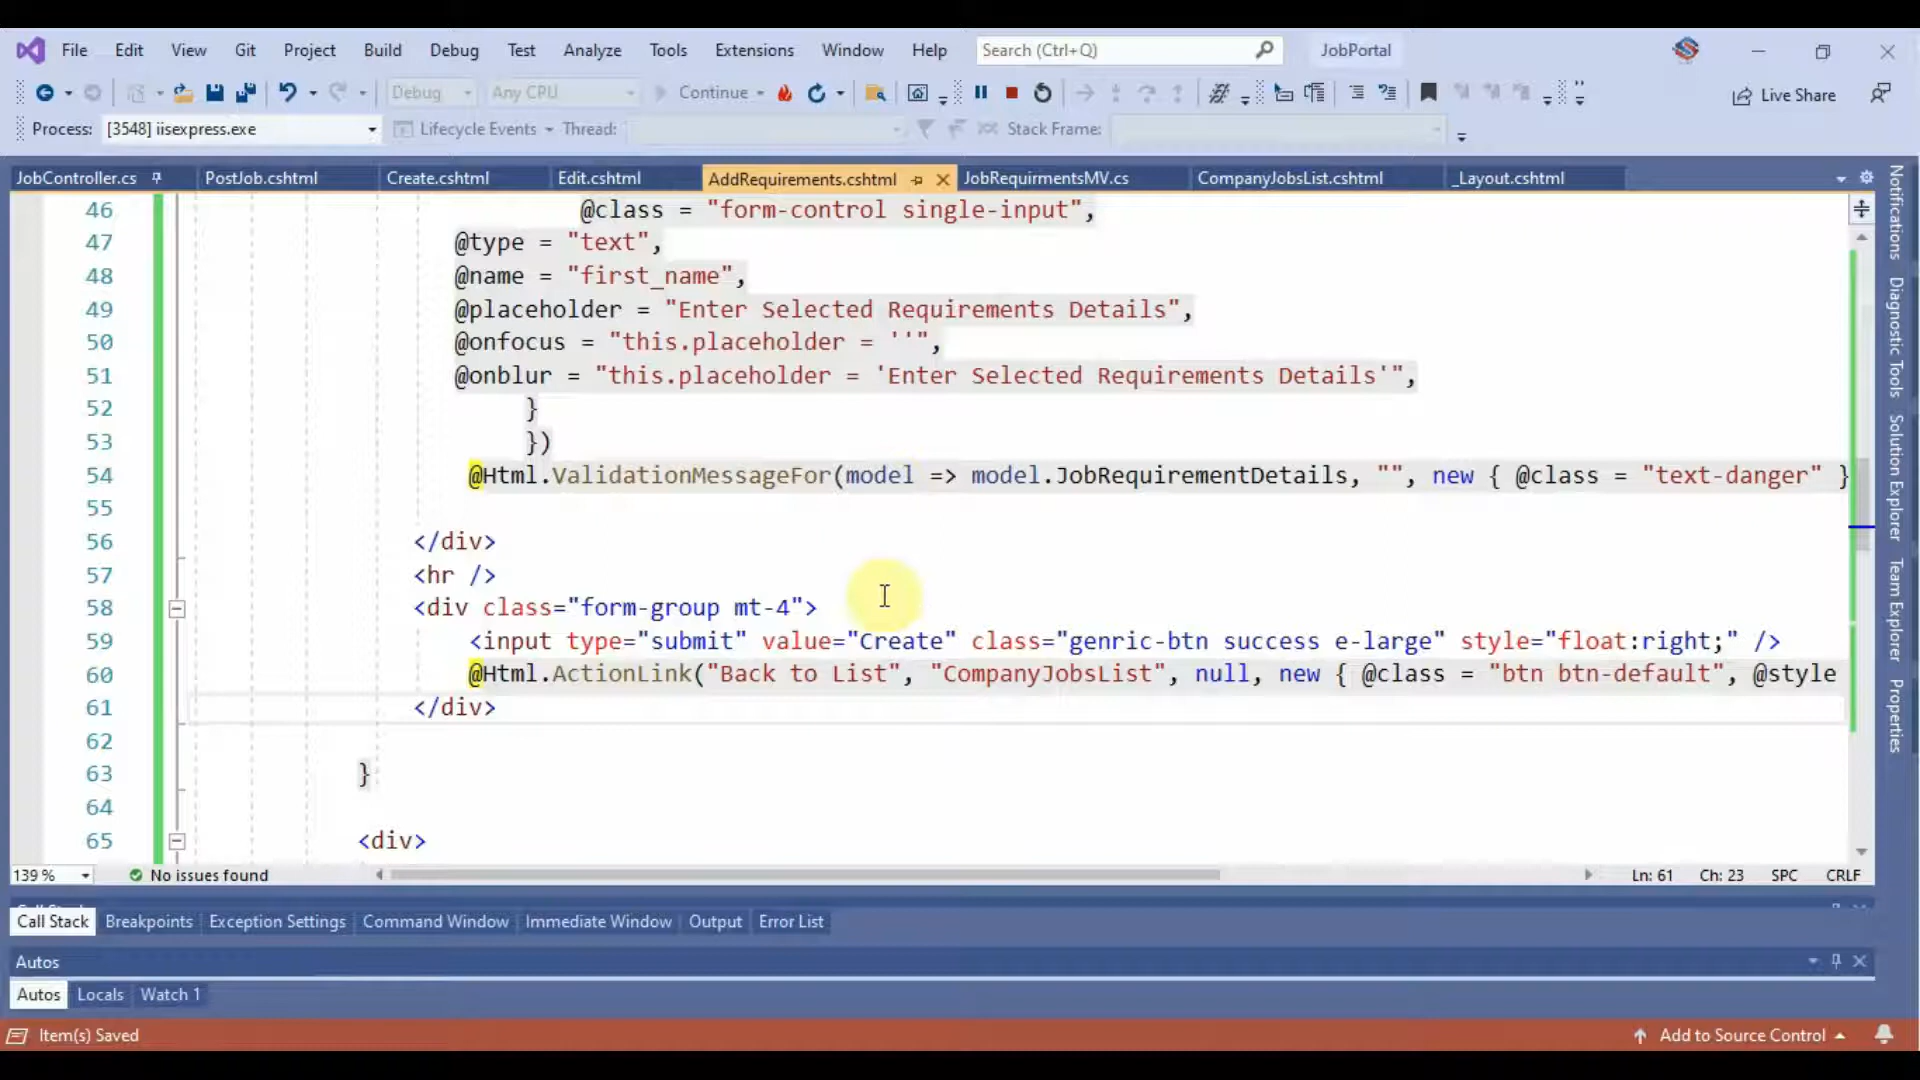 File Edit View Git Project Build Debug Test Analyze Tools Extensions Window Help Search (Ctrl+Q) JobPortal
Debug Any CPU Continue Live Share
Process: [3548] iisexpress.exe Lifecycle Events Thread: Stack Frame:
JobController.cs PostJob.cshtml Create.cshtml Edit.cshtml AddRequirements.cshtml JobRequirmentsMV.cs CompanyJobsList.cshtml _Layout.cshtml
46 @class = "form-control single-input",
47 @type = "text",
48 @name = "first_name",
49 @placeholder = "Enter Selected Requirements Details",
50 @onfocus = "this.placeholder = ''",
51 @onblur = "this.placeholder = 'Enter Selected Requirements Details'",
52 }
53 })
54 @Html.ValidationMessageFor(model => model.JobRequirementDetails, "", new { @class = "text-danger" }
55
56 </div>
57 <hr />
58 <div class="form-group mt-4">
59 <input type="submit" value="Create" class="genric-btn success e-large" style="float:right;" />
60 @Html.ActionLink("Back to List", "CompanyJobsList", null, new { @class = "btn btn-default", @style
61 </div>
62
63 }
64
65 <div>
139 % No issues found Ln: 61 Ch: 23 SPC CRLF
Call Stack Breakpoints Exception Settings Command Window Immediate Window Output Error List
Autos
Autos Locals Watch 1
Item(s) Saved Add to Source Control
Notifications
Diagnostic Tools
Solution Explorer
Team Explorer
Properties